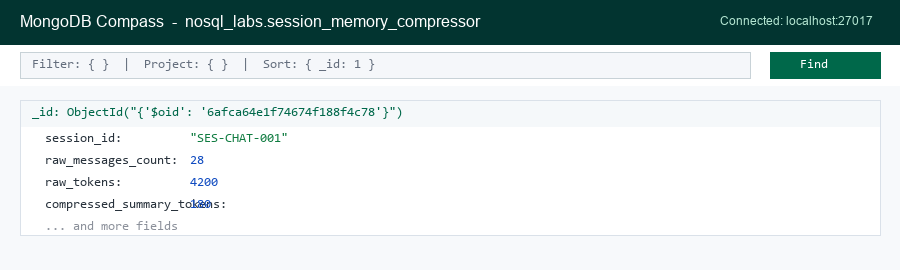 MongoDB Compass - nosql_labs.session_memory_compressor
Connected: localhost:27017
Filter: { } | Project: { } | Sort: { _id: 1 }
Find
_id: ObjectId("{'$oid': '6afca64e1f74674f188f4c78'}")
session_id: "SES-CHAT-001"
raw_messages_count: 28
raw_tokens: 4200
compressed_summary_tokens: 180
... and more fields